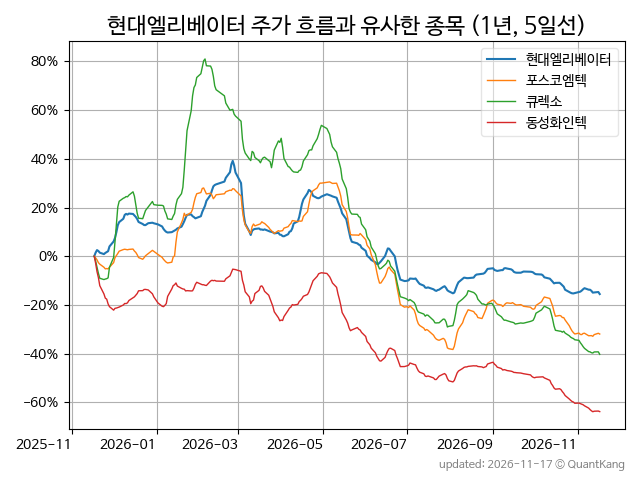 현대엘리베이터 주가 흐름과 유사한 종목 (1년, 5일선)
현대엘리베이터
포스코엠텍
큐렉소
동성화인텍
80%
60%
40%
20%
0%
−20%
−40%
−60%
2025-11
2026-01
2026-03
2026-05
2026-07
2026-09
2026-11
updated: 2026-11-17 © QuantKang